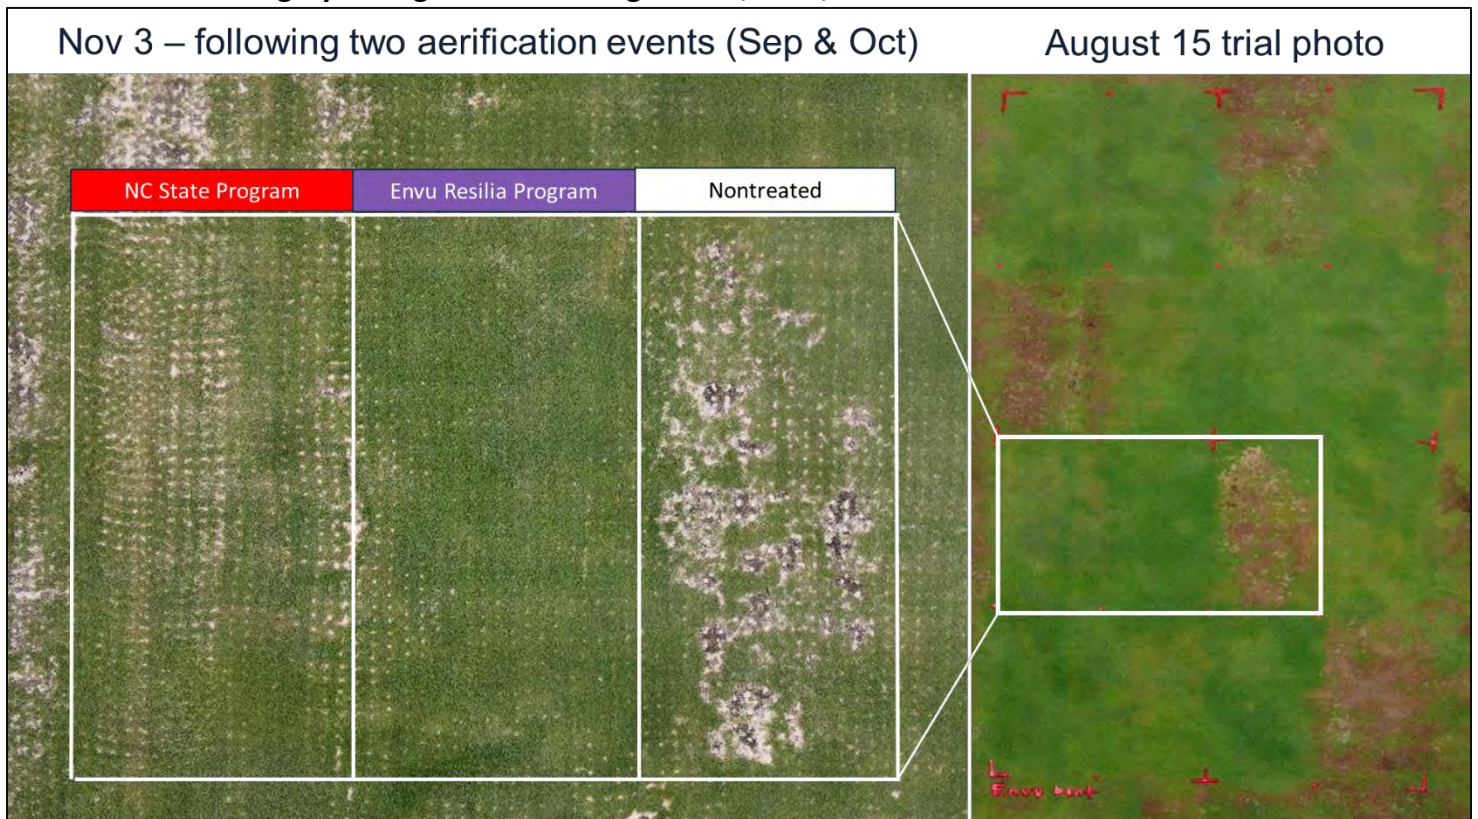 Nov 3 – following two aerification events (Sep & Oct)
August 15 trial photo
NC State Program
Envu Resilia Program
Nontreated
Envu